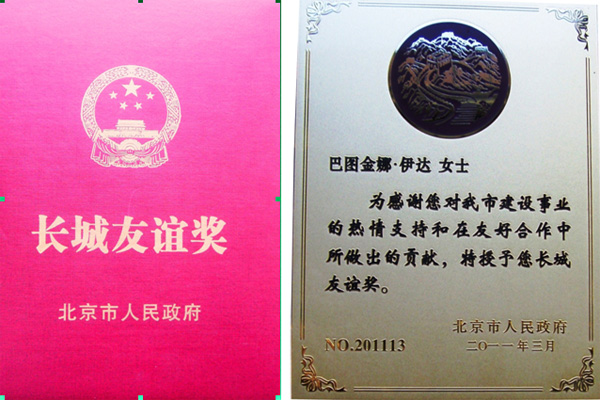 长城友谊奖
北京市人民政府
巴图金娜·伊达 女士
为感谢您对我市建设事业
的热情支持和在友好合作中
所做出的贡献，特授予您长城
友谊奖。
北京市人民政府
NO.201113
二〇一一年三月